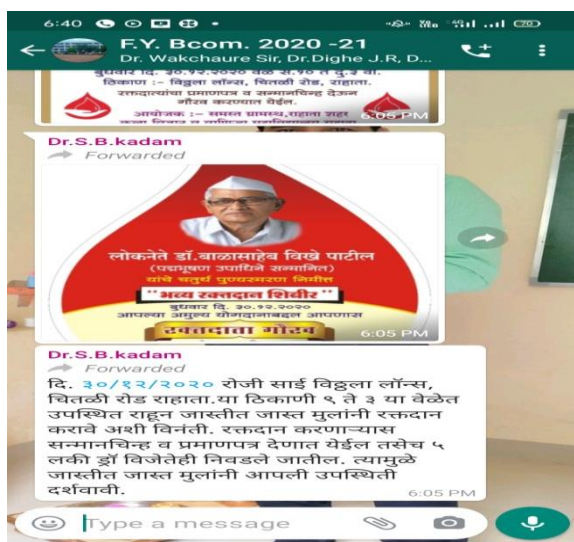 6:40
F.Y. Bcom. 2020 -21
Dr. Wakchaure Sir, Dr.Dighe J.R, D...
बुधवार दि. ३०.१२.२०२० वेळ स.१० ते दु.३ वा.
ठिकाण :- विठ्ठला लॉन्स, चितळी रोड, राहाता.
रक्तदात्यांचा प्रमाणपत्र व सन्मानचिन्ह देऊन
गौरव करण्यात येईल.
आयोजक :- समस्त ग्रामस्थ,राहाता शहर
6:05 PM
Dr.S.B.kadam
Forwarded
लोकनेते डॉ.बाळासाहेब विखे पाटील
(पद्मभूषण उपाधिने सन्मानित)
यांचे चतुर्थ पुण्यस्मरण निमीत्त
"भव्य रक्तदान शिबीर"
बुधवार दि. ३०.१२.२०२०
आपल्या अमुल्य योगदानाबद्दल आपणास
रक्तदाता गौरव
6:05 PM
Dr.S.B.kadam
Forwarded
दि. ३०/१२/२०२० रोजी साई विठ्ठला लॉन्स,
चितळी रोड राहाता.या ठिकाणी ९ ते ३ या वेळेत
उपस्थित राहून जास्तीत जास्त मुलांनी रक्तदान
करावे अशी विनंती. रक्तदान करणाऱ्यास
सन्मानचिन्ह व प्रमाणपत्र देणात येईल तसेच ५
लकी ड्रॉ विजेतेही निवडले जातील. त्यामुळे
जास्तीत जास्त मुलांनी आपली उपस्थिती
दर्शवावी.
6:05 PM
Type a message